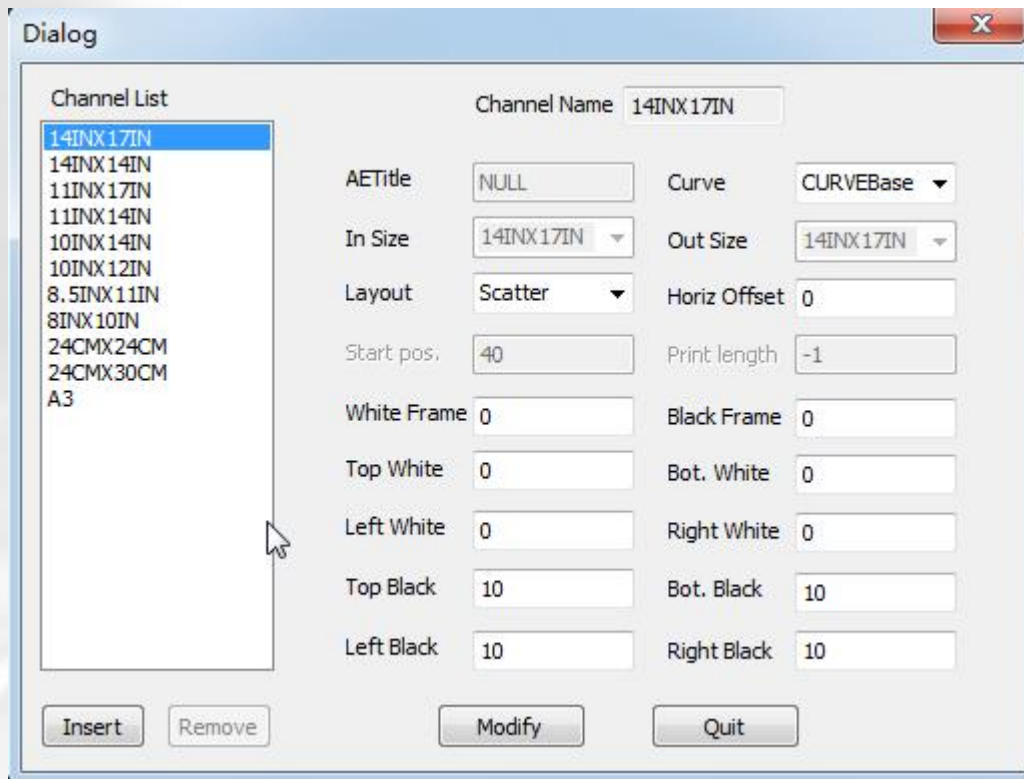 Dialog
Channel List
14INX17IN
14INX14IN
11INX17IN
11INX14IN
10INX14IN
10INX12IN
8.5INX11IN
8INX10IN
24CMX24CM
24CMX30CM
A3
Channel Name 14INX17IN
AETitle NULL Curve CURVEBase
In Size 14INX17IN Out Size 14INX17IN
Layout Scatter Horiz Offset 0
Start pos. 40 Print length -1
White Frame 0 Black Frame 0
Top White 0 Bot. White 0
Left White 0 Right White 0
Top Black 10 Bot. Black 10
Left Black 10 Right Black 10
Insert Remove Modify Quit